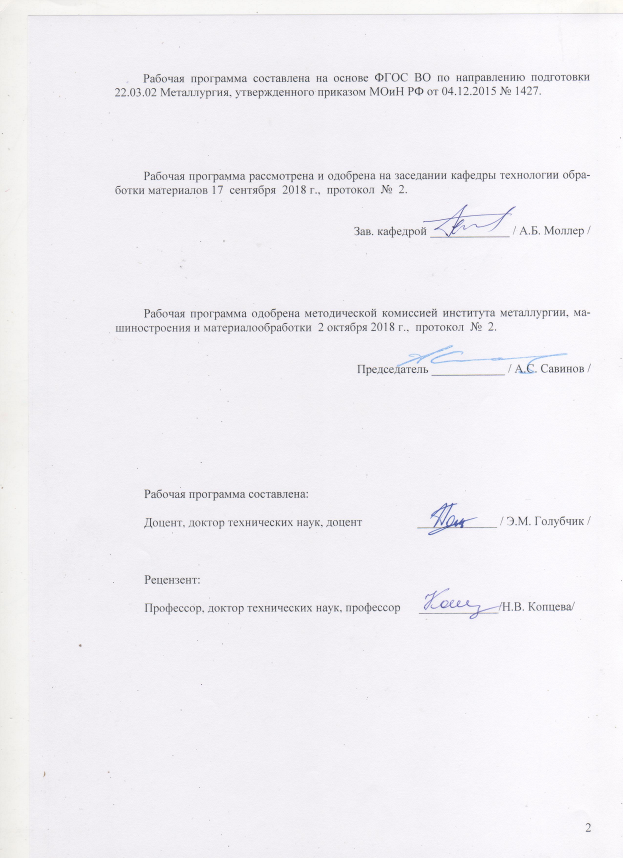 Рабочая программа составлена на основе ФГОС ВО по направлению подготовки
22.03.02 Металлургия, утвержденного приказом МОиН РФ от 04.12.2015 № 1427.
Рабочая программа рассмотрена и одобрена на заседании кафедры технологии обра-
ботки материалов 17 сентября 2018 г., протокол № 2.
Зав. кафедрой ____________ / А.Б. Моллер /
Рабочая программа одобрена методической комиссией института металлургии, ма-
шиностроения и материалообработки 2 октября 2018 г., протокол № 2.
Председатель ____________ / А.С. Савинов /
Рабочая программа составлена:
Доцент, доктор технических наук, доцент ____________ / Э.М. Голубчик /
Рецензент:
Профессор, доктор технических наук, профессор ____________ /Н.В. Копцева/
2